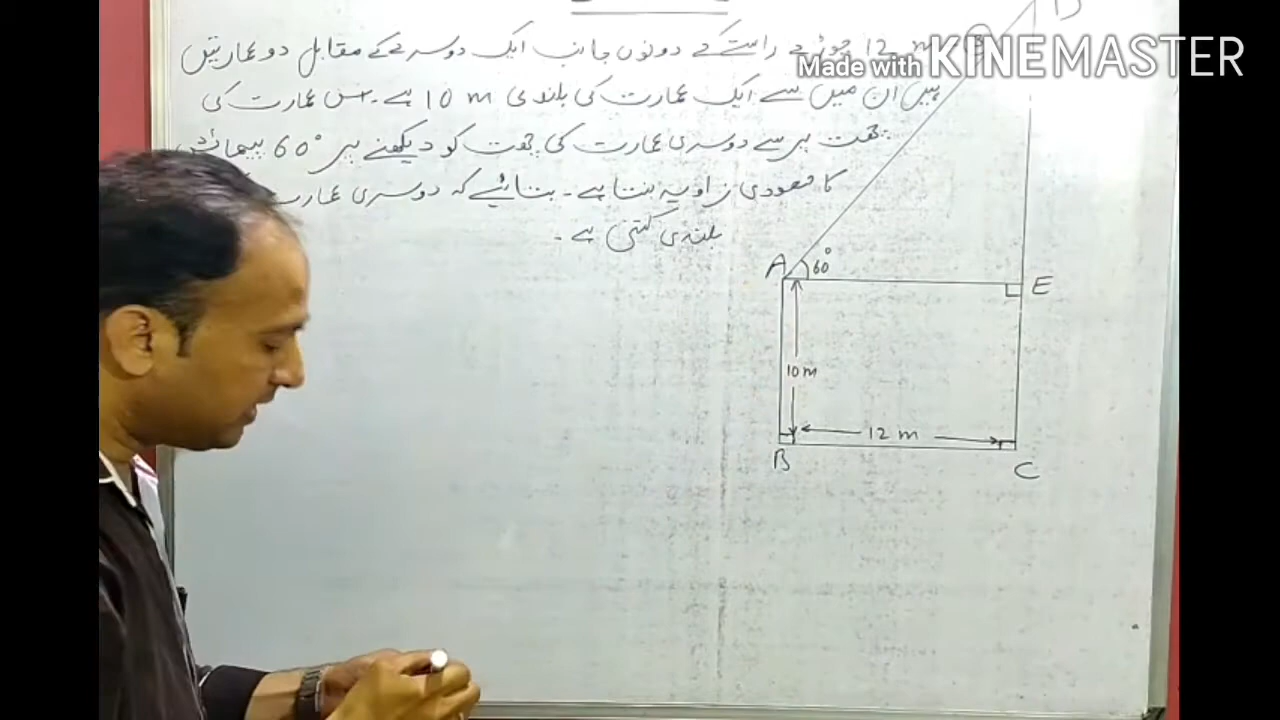 12 m چوڑے راستے کے دونوں جانب ایک دوسرے کے مقابل دو عمارتیں
ہیں ان میں سے ایک عمارت کی بلندی 10 m ہے۔ جس عمارت کی
چھت پر سے دوسری عمارت کی چھت کو دیکھنے پر 60° پیمائش
کا صعودی زاویہ بنتا ہے۔ بتائیے کہ دوسری
بلندی کتنی ہے۔
Made with KINEMASTER
D
A 60°
E
10 m
12 m
B
C